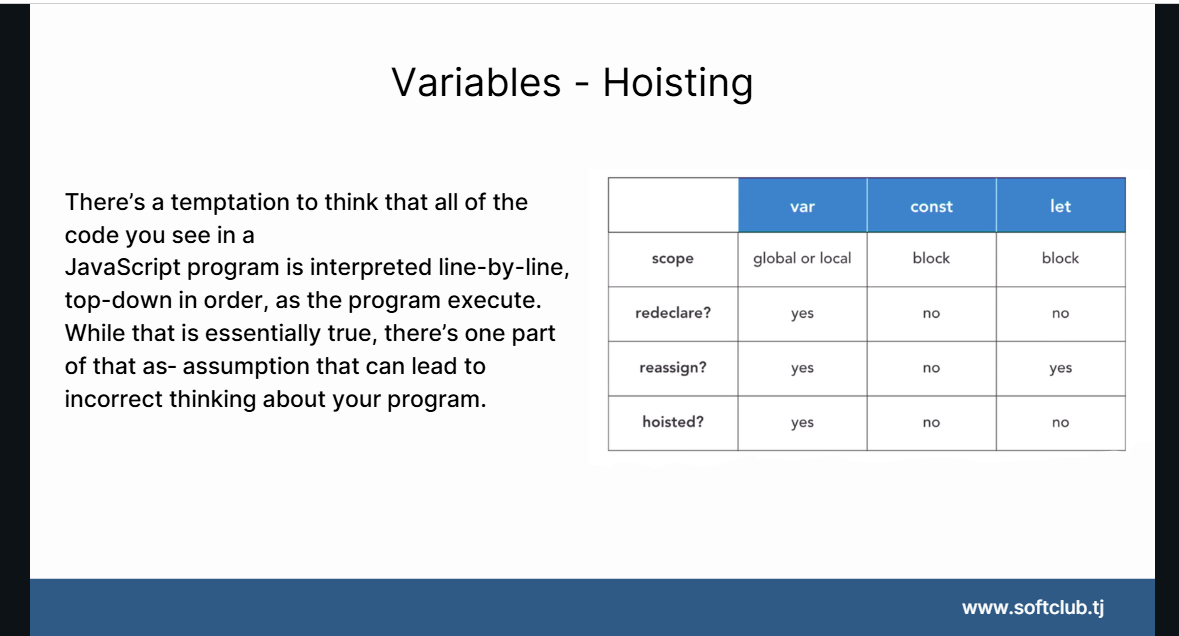 Variables - Hoisting
There's a temptation to think that all of the
code you see in a
JavaScript program is interpreted line-by-line,
top-down in order, as the program execute.
While that is essentially true, there's one part
of that as- assumption that can lead to
incorrect thinking about your program.
var const let
scope global or local block block
redeclare? yes no no
reassign? yes no yes
hoisted? yes no no
www.softclub.tj